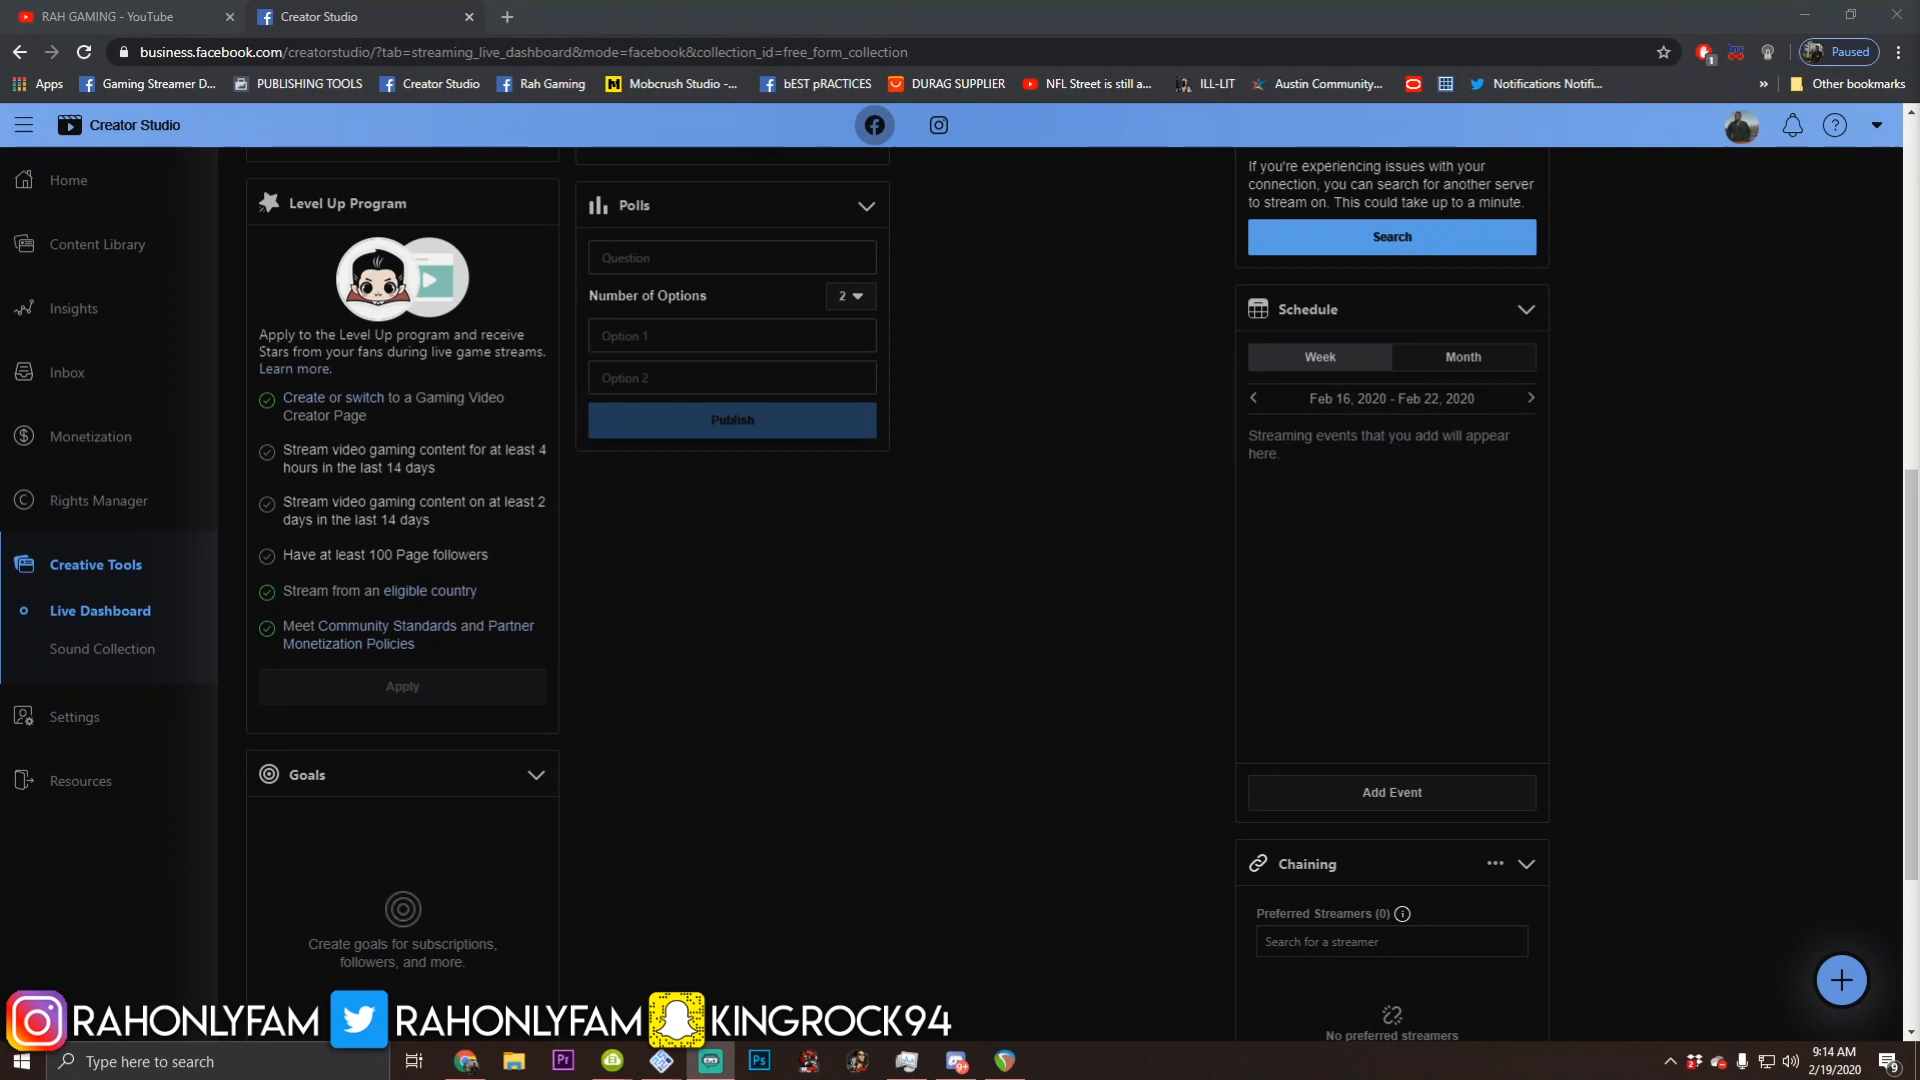 RAH GAMING - YouTube
Creator Studio
business.facebook.com/creatorstudio/?tab=streaming_live_dashboard&mode=facebook&collection_id=free_form_collection
1
Paused
Apps
Gaming Streamer D...
PUBLISHING TOOLS
Creator Studio
Rah Gaming
Mobcrush Studio -...
bEST pRACTICES
DURAG SUPPLIER
NFL Street is still a...
ILL-LIT
Austin Community...
Notifications Notifi...
»
Other bookmarks
Creator Studio
Home
Content Library
Insights
Inbox
Monetization
Rights Manager
Creative Tools
Live Dashboard
Sound Collection
Settings
Resources
Level Up Program
Apply to the Level Up program and receive
Stars from your fans during live game streams.
Learn more.
Create or switch to a Gaming Video
Creator Page
Stream video gaming content for at least 4
hours in the last 14 days
Stream video gaming content on at least 2
days in the last 14 days
Have at least 100 Page followers
Stream from an eligible country
Meet Community Standards and Partner
Monetization Policies
Apply
Goals
Create goals for subscriptions,
followers, and more.
Polls
Question
Number of Options
2
Option 1
Option 2
Publish
If you're experiencing issues with your
connection, you can search for another server
to stream on. This could take up to a minute.
Search
Schedule
Week
Month
Feb 16, 2020 - Feb 22, 2020
Streaming events that you add will appear
here.
Add Event
Chaining
Preferred Streamers (0)
Search for a streamer
No preferred streamers
RAHONLYFAM
RAHONLYFAM
KINGROCK94
Type here to search
Pr
Ps
9+
9:14 AM
2/19/2020
9